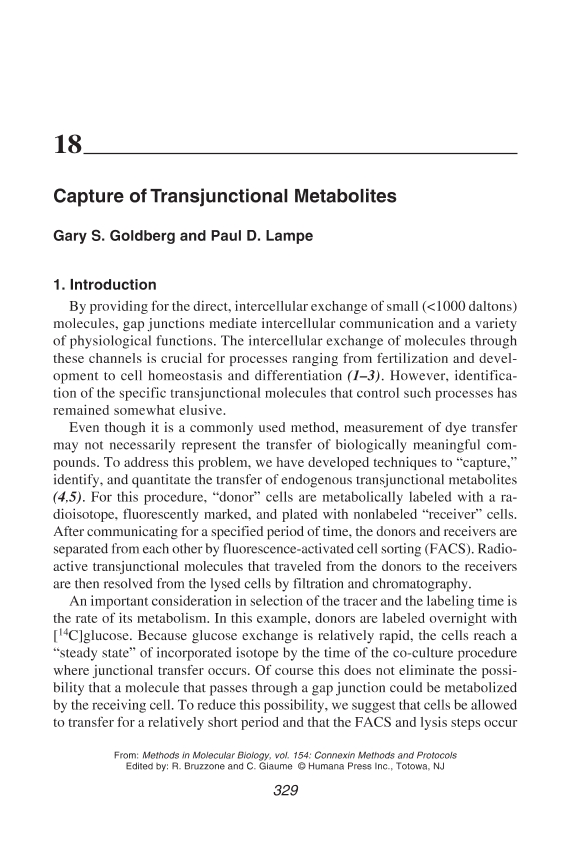 18
Capture of Transjunctional Metabolites
Gary S. Goldberg and Paul D. Lampe
1. Introduction
By providing for the direct, intercellular exchange of small (<1000 daltons)
molecules, gap junctions mediate intercellular communication and a variety
of physiological functions. The intercellular exchange of molecules through
these channels is crucial for processes ranging from fertilization and devel-
opment to cell homeostasis and differentiation (1–3). However, identifica-
tion of the specific transjunctional molecules that control such processes has
remained somewhat elusive.
Even though it is a commonly used method, measurement of dye transfer
may not necessarily represent the transfer of biologically meaningful com-
pounds. To address this problem, we have developed techniques to “capture,”
identify, and quantitate the transfer of endogenous transjunctional metabolites
(4,5). For this procedure, “donor” cells are metabolically labeled with a ra-
dioisotope, fluorescently marked, and plated with nonlabeled “receiver” cells.
After communicating for a specified period of time, the donors and receivers are
separated from each other by fluorescence-activated cell sorting (FACS). Radio-
active transjunctional molecules that traveled from the donors to the receivers
are then resolved from the lysed cells by filtration and chromatography.
An important consideration in selection of the tracer and the labeling time is
the rate of its metabolism. In this example, donors are labeled overnight with
[¹⁴C]glucose. Because glucose exchange is relatively rapid, the cells reach a
“steady state” of incorporated isotope by the time of the co-culture procedure
where junctional transfer occurs. Of course this does not eliminate the possi-
bility that a molecule that passes through a gap junction could be metabolized
by the receiving cell. To reduce this possibility, we suggest that cells be allowed
to transfer for a relatively short period and that the FACS and lysis steps occur
From: Methods in Molecular Biology, vol. 154: Connexin Methods and Protocols
Edited by: R. Bruzzone and C. Giaume © Humana Press Inc., Totowa, NJ
329